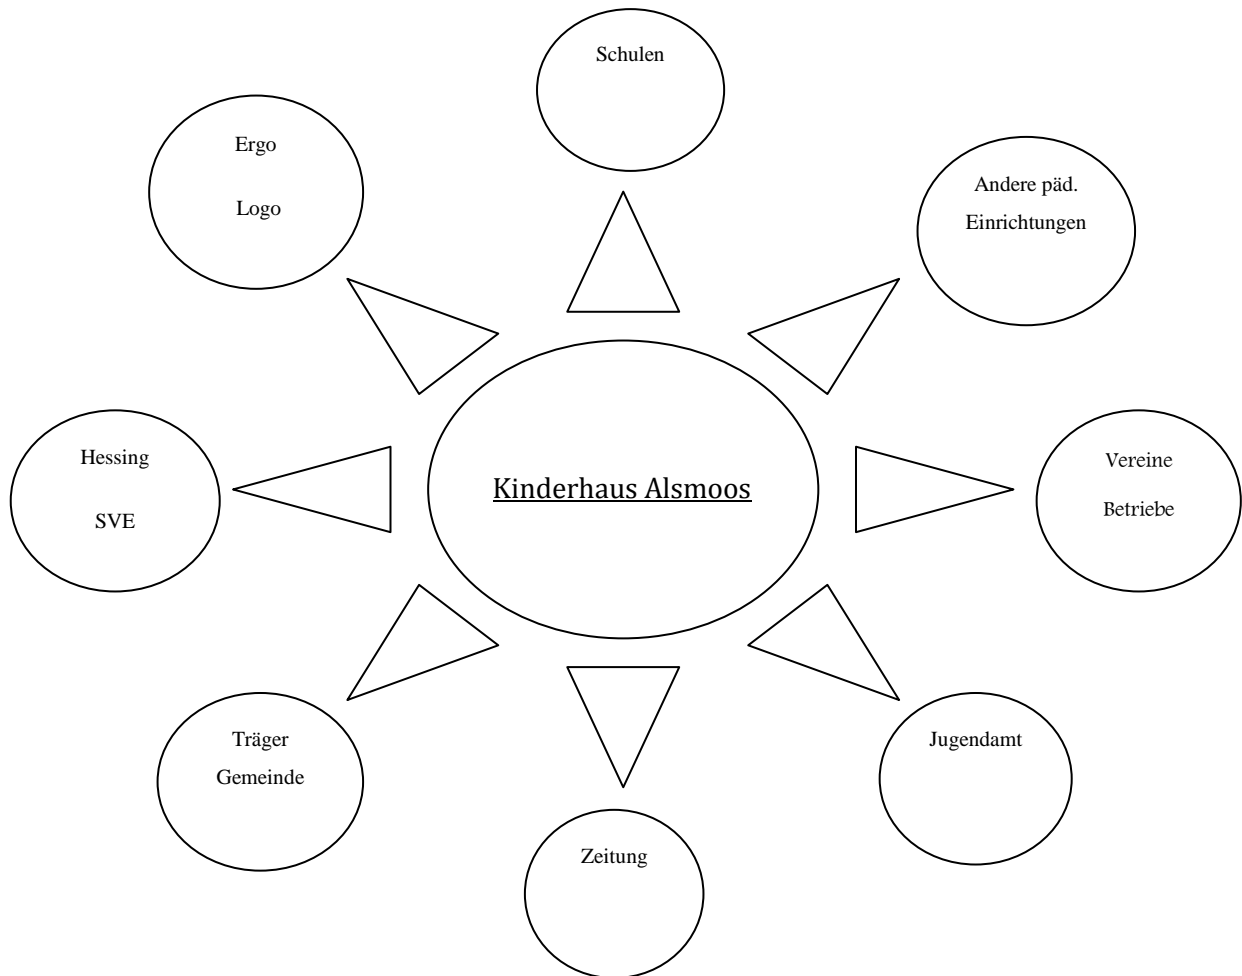 Schulen
Ergo
Logo
Andere päd.
Einrichtungen
Hessing
SVE
Kinderhaus Alsmoos
Vereine
Betriebe
Träger
Gemeinde
Jugendamt
Zeitung